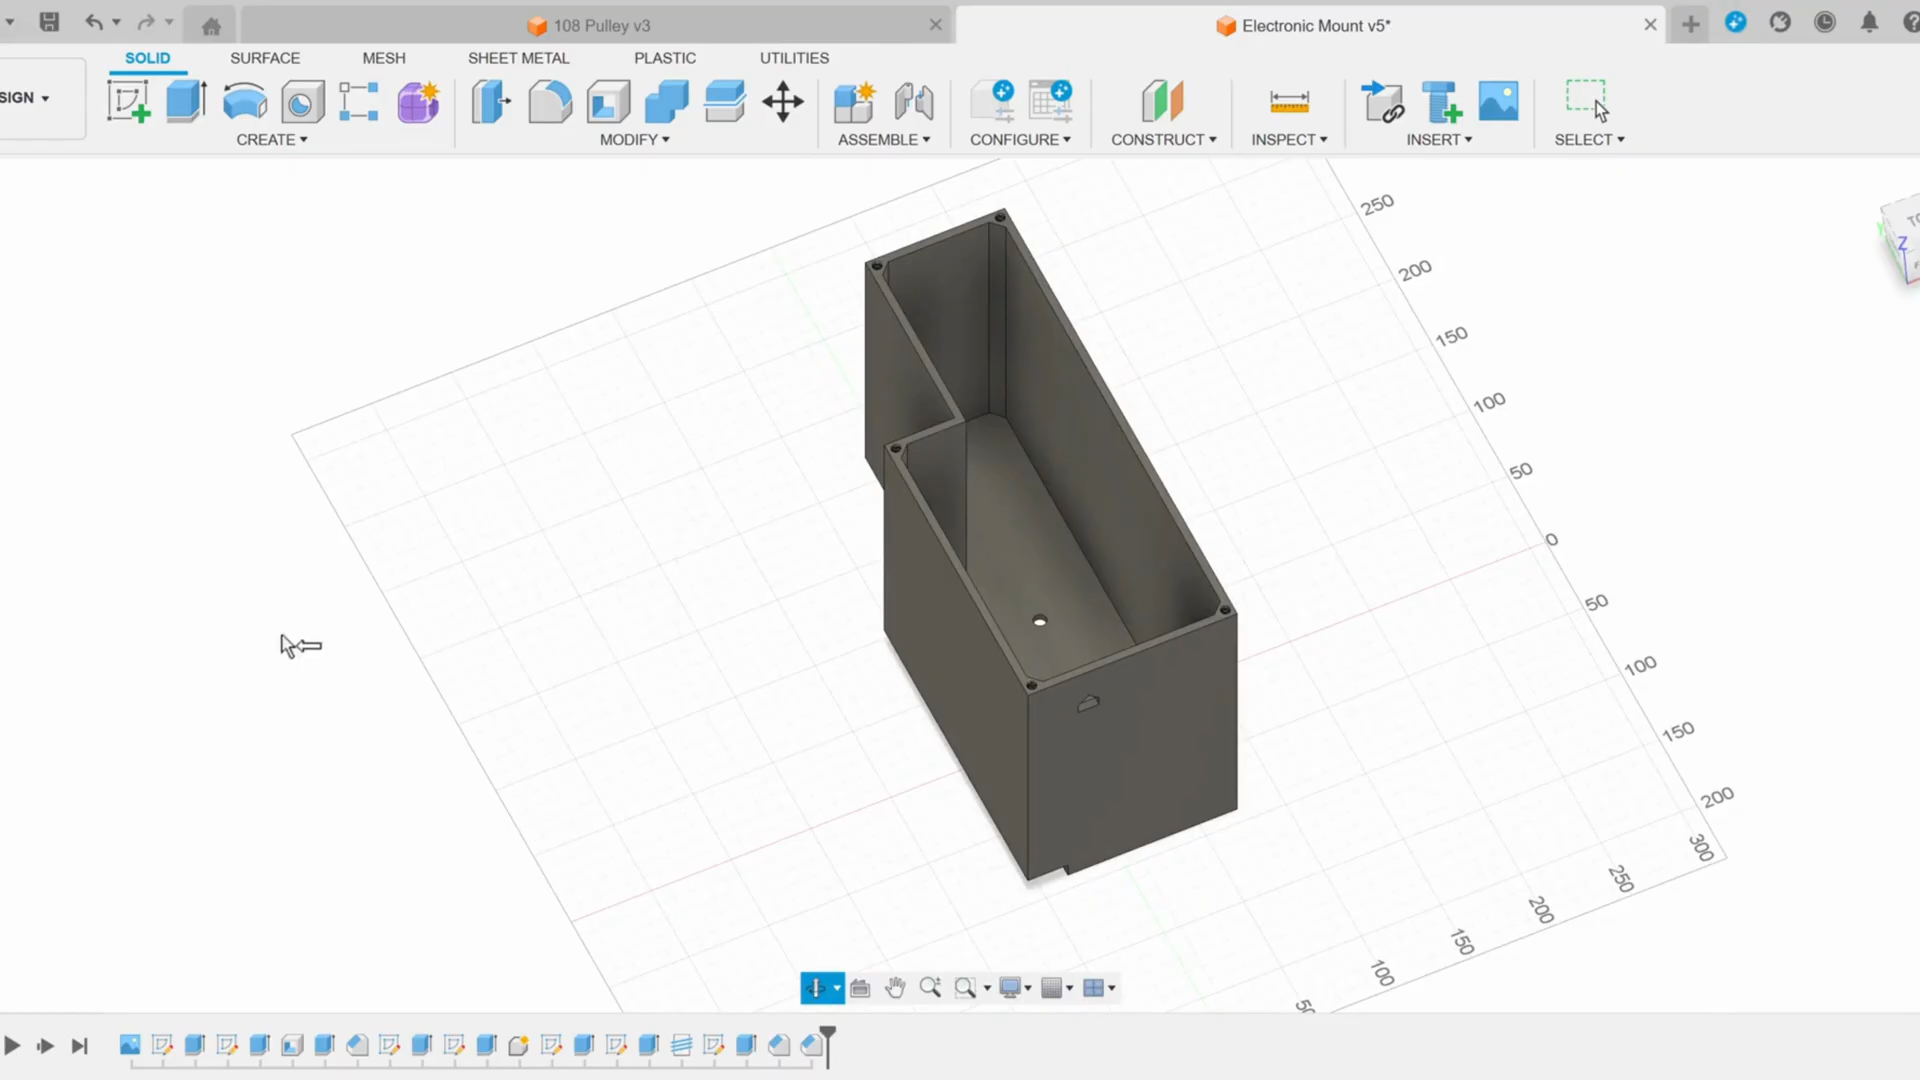 108 Pulley v3
Electronic Mount v5*
SOLID SURFACE MESH SHEET METAL PLASTIC UTILITIES
SIGN
CREATE MODIFY ASSEMBLE CONFIGURE CONSTRUCT INSPECT INSERT SELECT
250
200
150
100
50
0
50
100
150
200
300
250
200
150
100
Y
Z